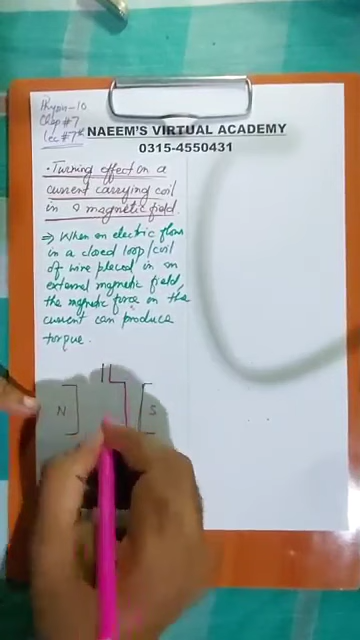 Physics-10
Chap#7
Lec#7
NAEEM'S VIRTUAL ACADEMY
0315-4550431
• Turning effect on a
current carrying coil
in a magnetic field.
⇒ When an electric flows
in a closed loop/coil
of wire placed in an
external magnetic field,
the magnetic force on the
current can produce
torque.
N
S